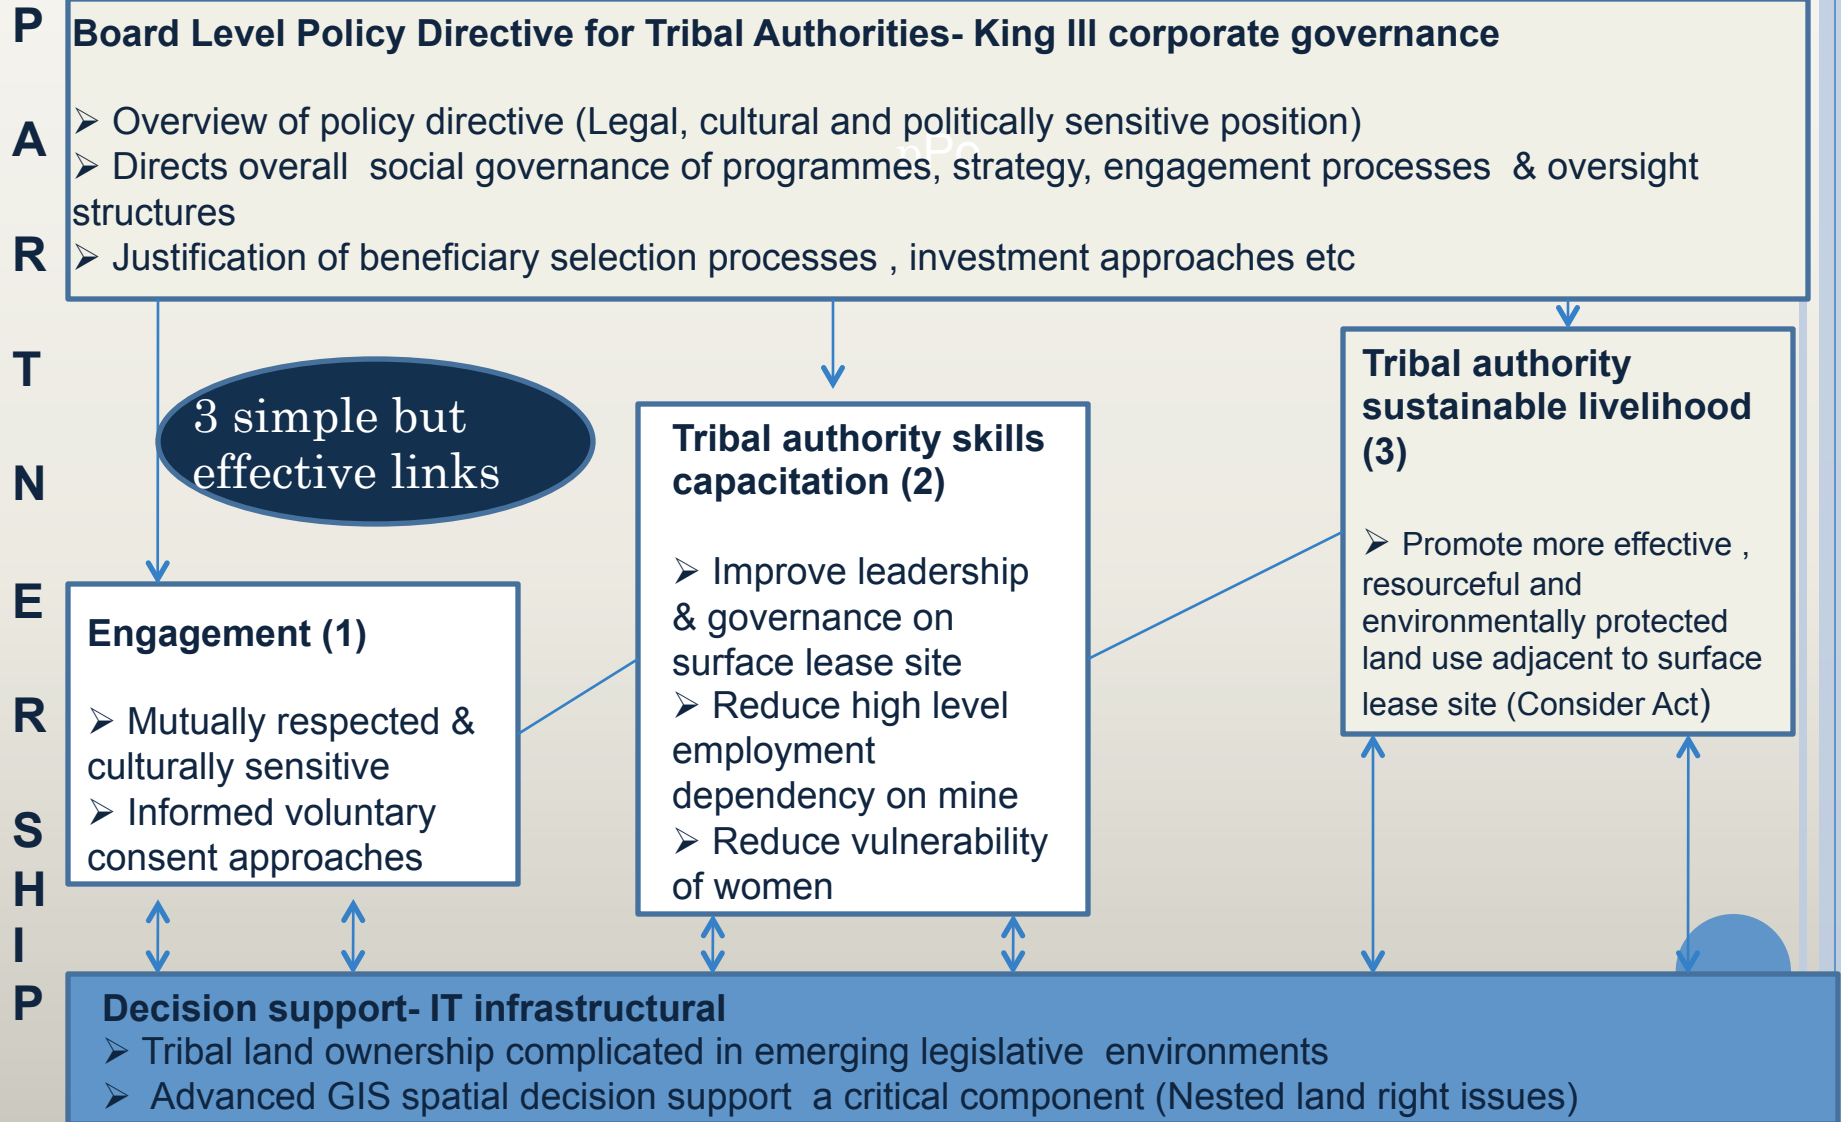 P
A
R
T
N
E
R
S
H
I
P
Board Level Policy Directive for Tribal Authorities- King III corporate governance
➢ Overview of policy directive (Legal, cultural and politically sensitive position)
pPo
➢ Directs overall social governance of programmes, strategy, engagement processes & oversight
structures
➢ Justification of beneficiary selection processes , investment approaches etc
3 simple but
effective links
Engagement (1)
➢ Mutually respected &
culturally sensitive
➢ Informed voluntary
consent approaches
Tribal authority skills
capacitation (2)
➢ Improve leadership
& governance on
surface lease site
➢ Reduce high level
employment
dependency on mine
➢ Reduce vulnerability
of women
Tribal authority
sustainable livelihood
(3)
➢ Promote more effective ,
resourceful and
environmentally protected
land use adjacent to surface
lease site (Consider Act)
Decision support- IT infrastructural
➢ Tribal land ownership complicated in emerging legislative environments
➢ Advanced GIS spatial decision support a critical component (Nested land right issues)